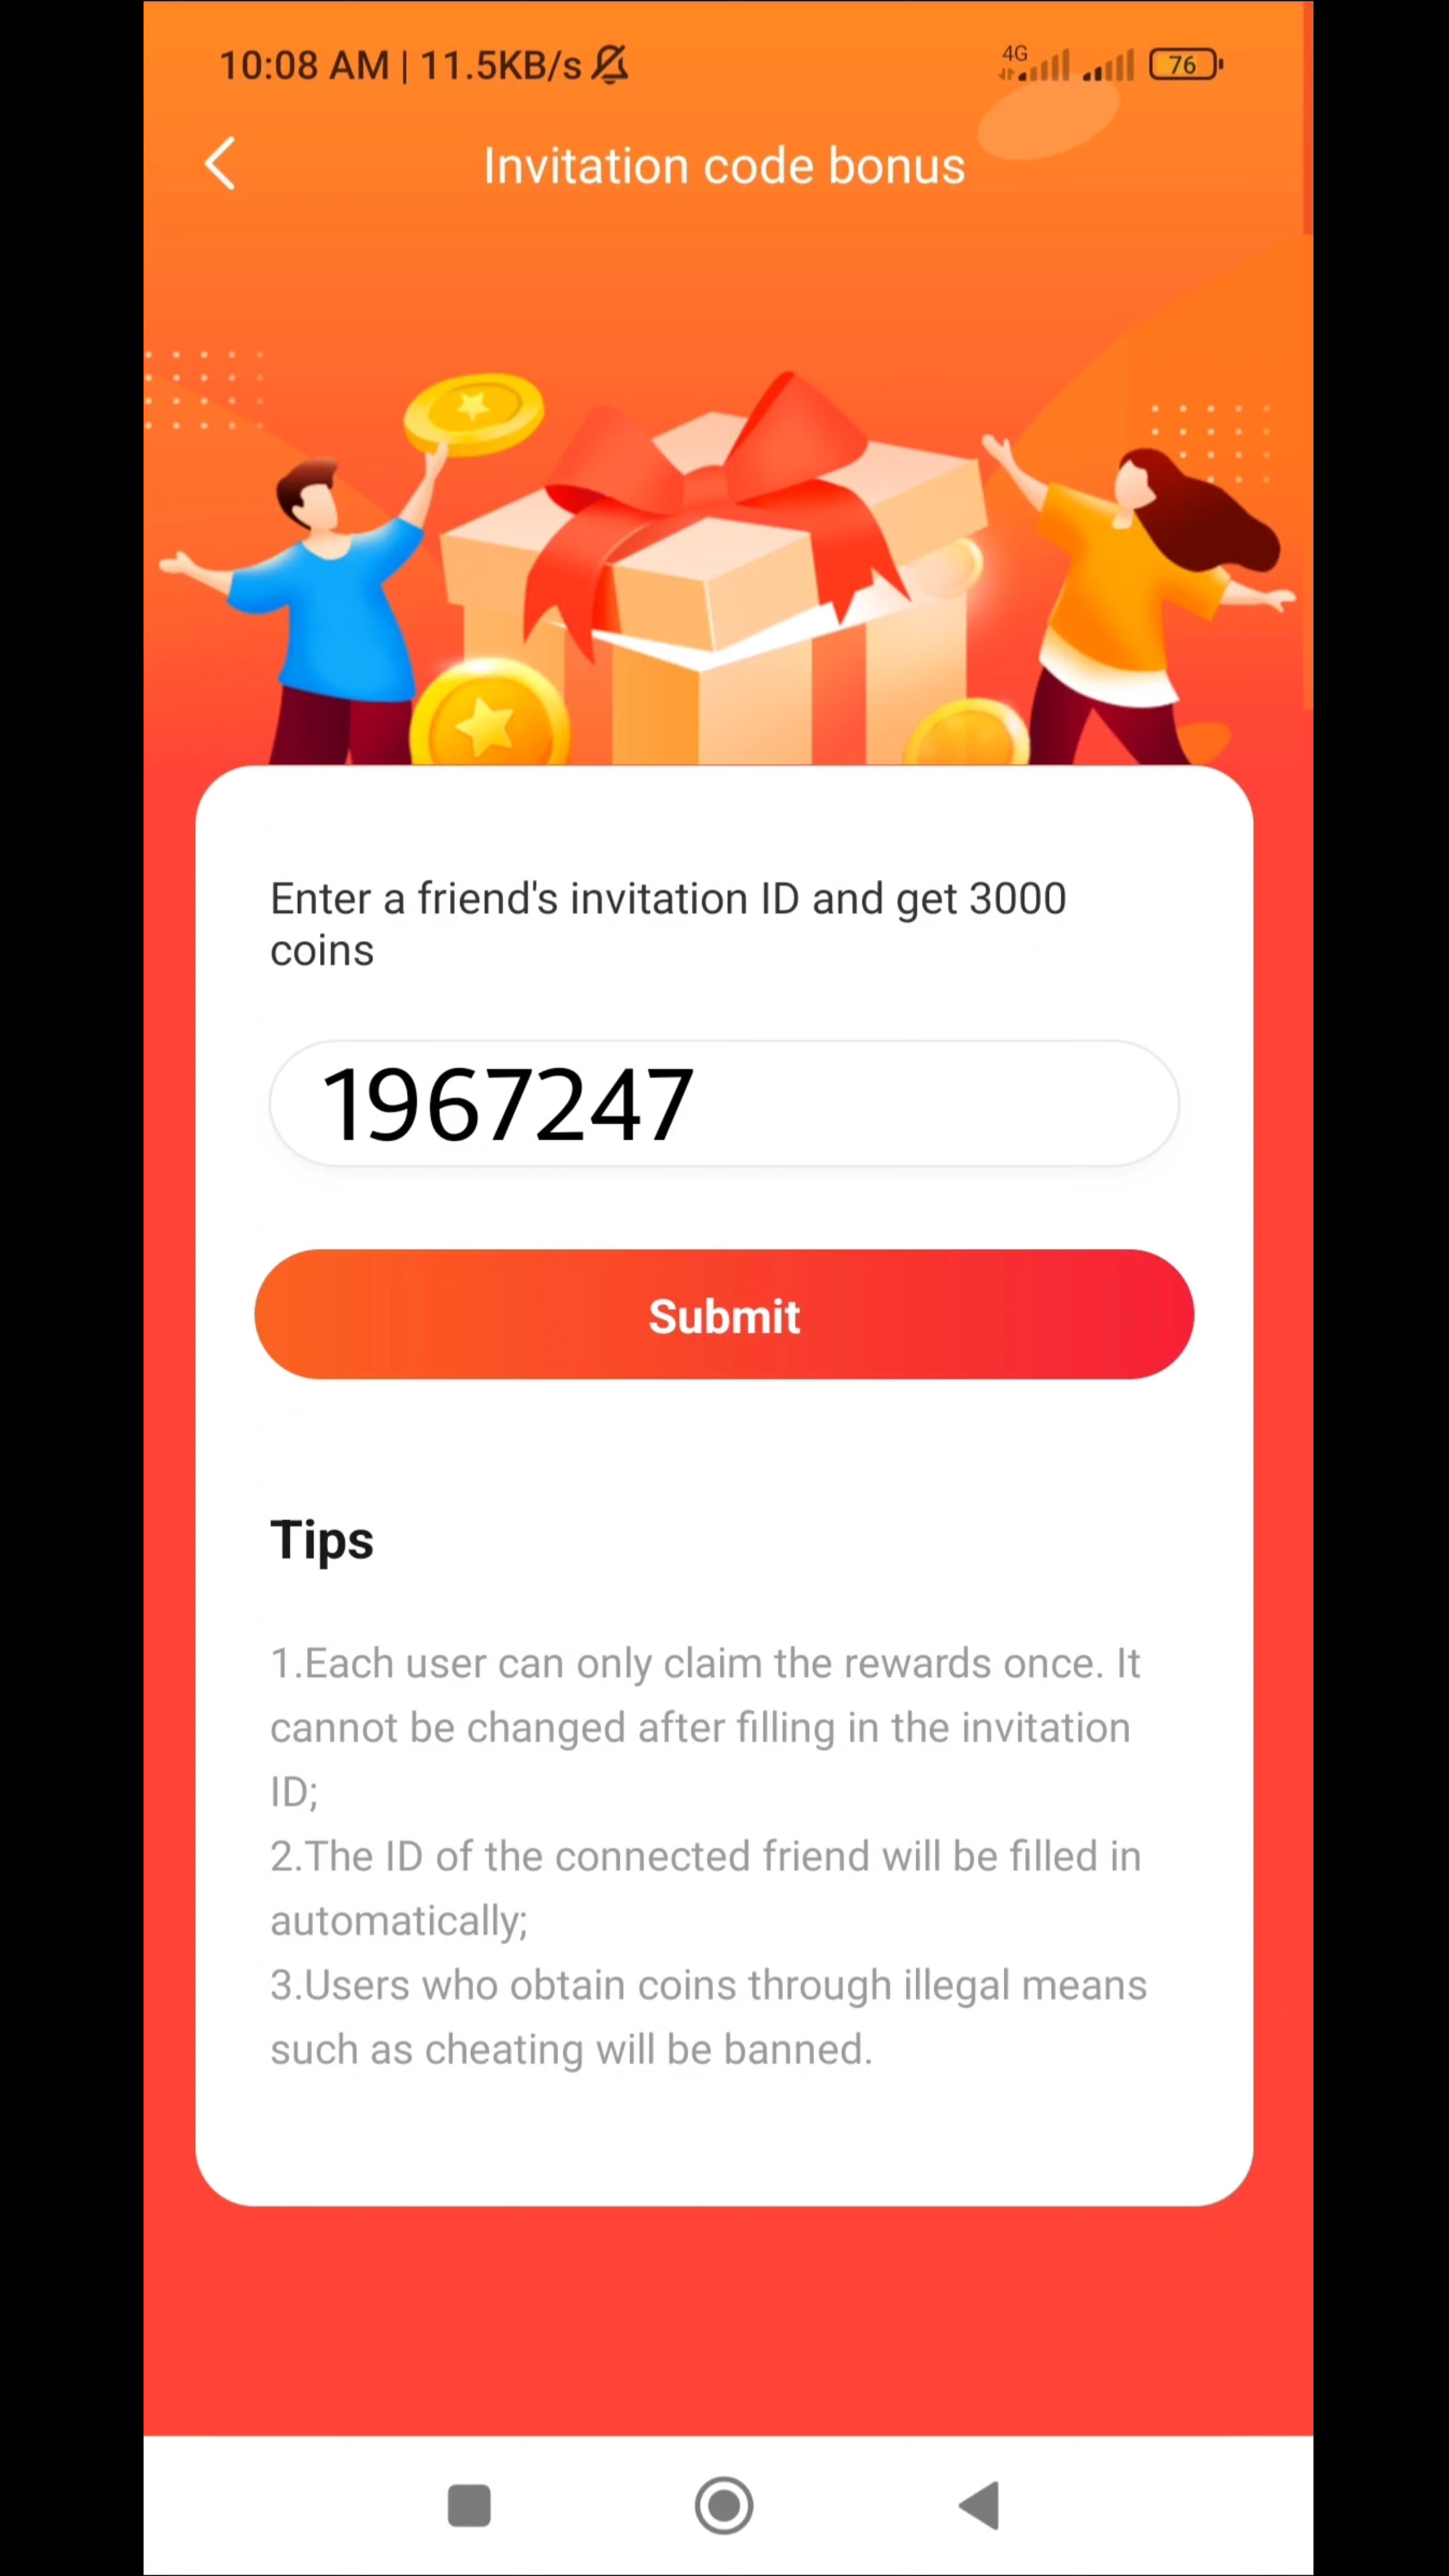 10:08 AM | 11.5KB/s 4G 76
Invitation code bonus
Enter a friend's invitation ID and get 3000
coins
1967247
Submit
Tips
1.Each user can only claim the rewards once. It
cannot be changed after filling in the invitation
ID;
2.The ID of the connected friend will be filled in
automatically;
3.Users who obtain coins through illegal means
such as cheating will be banned.